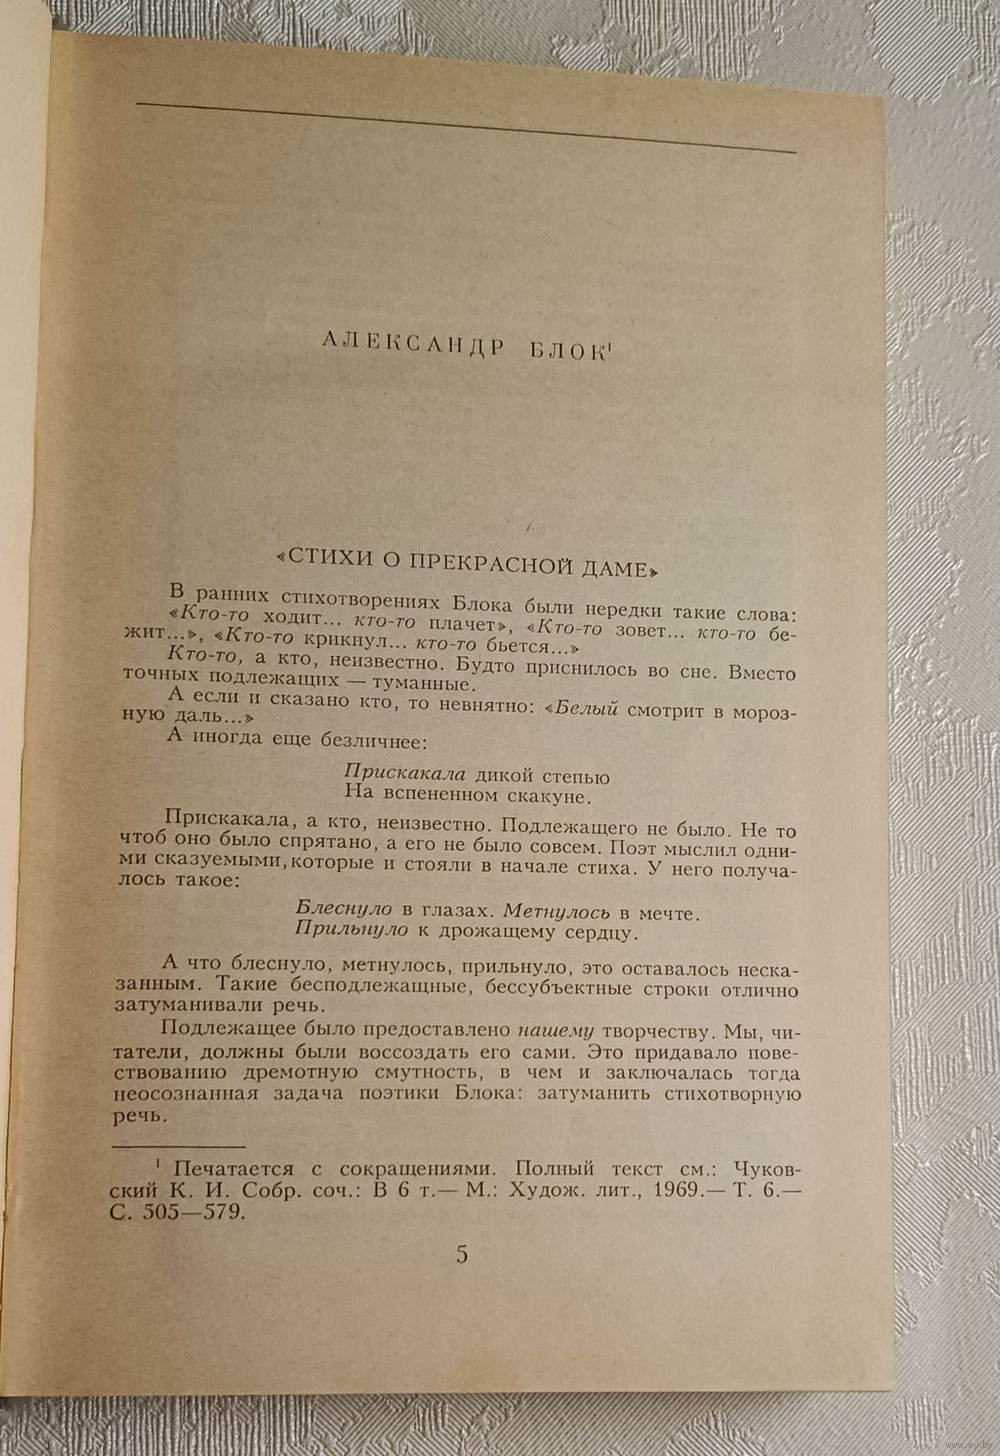 АЛЕКСАНДР БЛОК¹
«СТИХИ О ПРЕКРАСНОЙ ДАМЕ»
В ранних стихотворениях Блока были нередки такие слова:
«Кто-то ходит... кто-то плачет», «Кто-то зовет... кто-то бе-
жит...», «Кто-то крикнул... кто-то бьется...»
Кто-то, а кто, неизвестно. Будто приснилось во сне. Вместо
точных подлежащих — туманные.
А если и сказано кто, то невнятно: «Белый смотрит в мороз-
ную даль...»
А иногда еще безличнее:
Прискакала дикой степью
На вспененном скакуне.
Прискакала, а кто, неизвестно. Подлежащего не было. Не то
чтоб оно было спрятано, а его не было совсем. Поэт мыслил одни-
ми сказуемыми, которые и стояли в начале стиха. У него получа-
лось такое:
Блеснуло в глазах. Метнулось в мечте.
Прильнуло к дрожащему сердцу.
А что блеснуло, метнулось, прильнуло, это оставалось неска-
занным. Такие бесподлежащные, бессубъектные строки отлично
затуманивали речь.
Подлежащее было предоставлено нашему творчеству. Мы, чи-
татели, должны были воссоздать его сами. Это придавало пове-
ствованию дремотную смутность, в чем и заключалась тогда
неосознанная задача поэтики Блока: затуманить стихотворную
речь.
¹ Печатается с сокращениями. Полный текст см.: Чуков-
ский К. И. Собр. соч.: В 6 т.— М.: Худож. лит., 1969.— Т. 6.—
С. 505—579.
5
www.ay.by